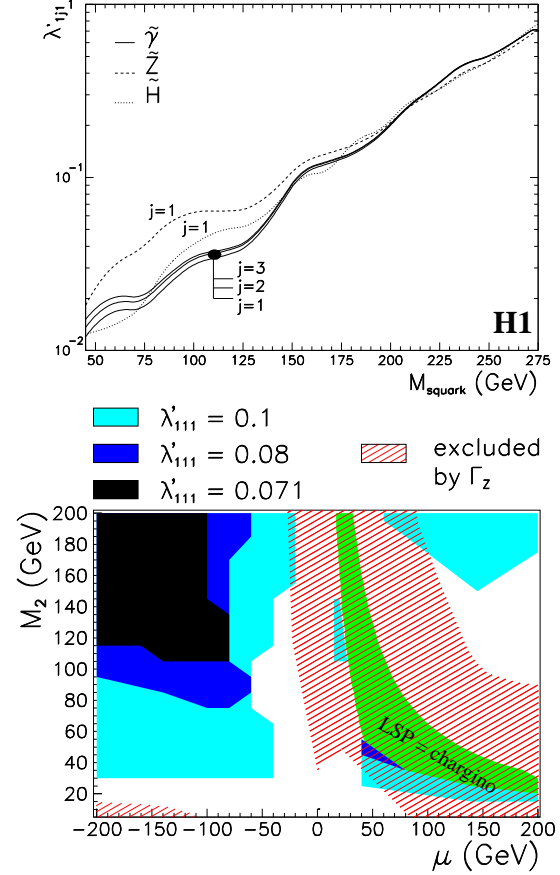 λ'₁ⱼ₁
γ̃
Z̃
H̃
10⁻¹
10⁻²
j=1
j=1
j=3
j=2
j=1
H1
50 75 100 125 150 175 200 225 250 275
M_squark (GeV)
λ'₁₁₁ = 0.1
λ'₁₁₁ = 0.08
λ'₁₁₁ = 0.071
excluded
by Γ_Z
M₂ (GeV)
200
180
160
140
120
100
80
60
40
20
LSP = chargino
-200 -150 -100 -50 0 50 100 150 200
μ (GeV)